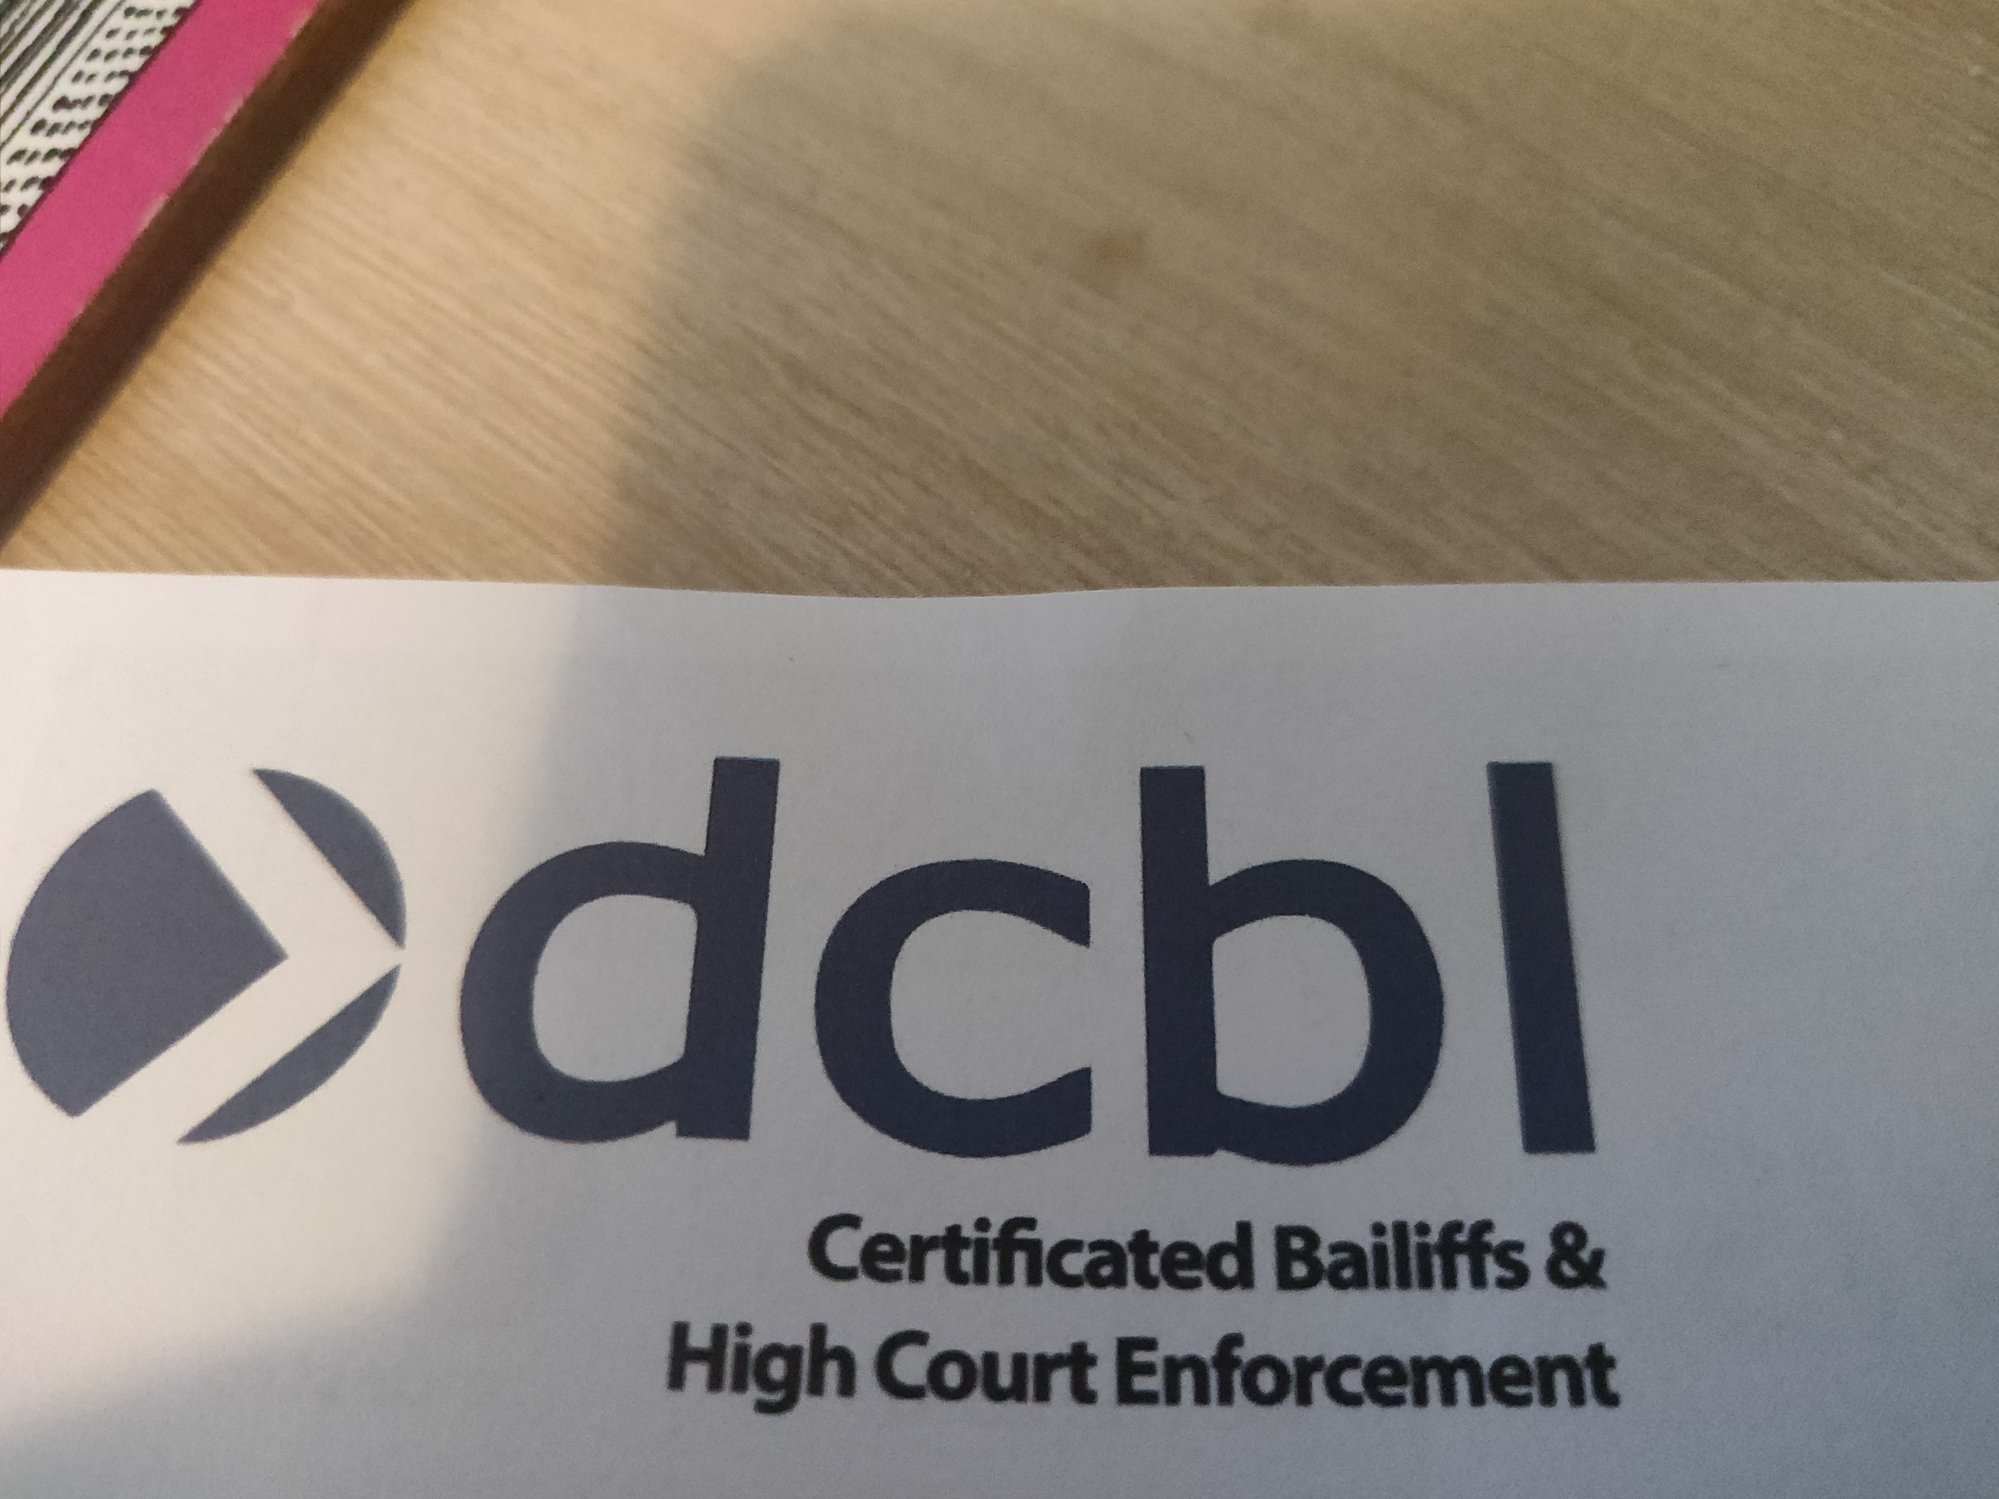 dcbl
Certificated Bailiffs &
High Court Enforcement